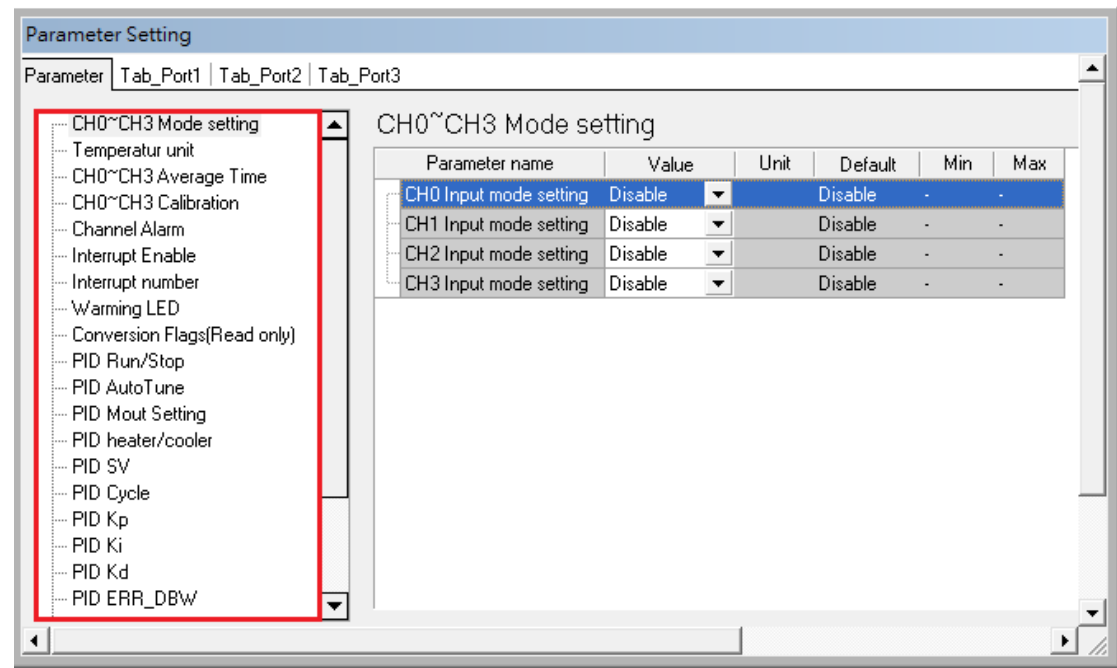 Parameter Setting
Parameter Tab_Port1 Tab_Port2 Tab_Port3
CH0~CH3 Mode setting
Temperatur unit
CH0~CH3 Average Time
CH0~CH3 Calibration
Channel Alarm
Interrupt Enable
Interrupt number
Warming LED
Conversion Flags(Read only)
PID Run/Stop
PID AutoTune
PID Mout Setting
PID heater/cooler
PID SV
PID Cycle
PID Kp
PID Ki
PID Kd
PID ERR_DBW
CH0~CH3 Mode setting
Parameter name Value Unit Default Min Max
CH0 Input mode setting Disable Disable - -
CH1 Input mode setting Disable Disable - -
CH2 Input mode setting Disable Disable - -
CH3 Input mode setting Disable Disable - -